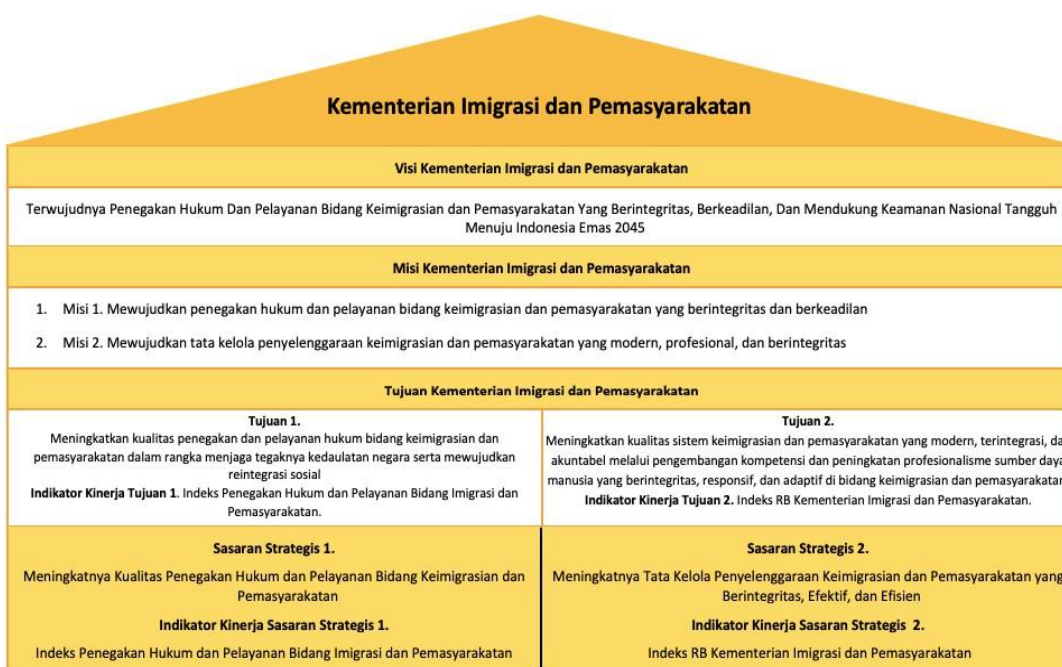 Kementerian Imigrasi dan Pemasyarakatan
Visi Kementerian Imigrasi dan Pemasyarakatan
Terwujudnya Penegakan Hukum Dan Pelayanan Bidang Keimigrasian dan Pemasyarakatan Yang Berintegritas, Berkeadilan, Dan Mendukung Keamanan Nasional Tangguh
Menuju Indonesia Emas 2045
Misi Kementerian Imigrasi dan Pemasyarakatan
1. Misi 1. Mewujudkan penegakan hukum dan pelayanan bidang keimigrasian dan pemasyarakatan yang berintegritas dan berkeadilan
2. Misi 2. Mewujudkan tata kelola penyelenggaraan keimigrasian dan pemasyarakatan yang modern, profesional, dan berintegritas
Tujuan Kementerian Imigrasi dan Pemasyarakatan
Tujuan 1.
Meningkatkan kualitas penegakan dan pelayanan hukum bidang keimigrasian dan
pemasyarakatan dalam rangka menjaga tegaknya kedaulatan negara serta mewujudkan
reintegrasi sosial
Indikator Kinerja Tujuan 1. Indeks Penegakan Hukum dan Pelayanan Bidang Imigrasi dan
Pemasyarakatan.
Tujuan 2.
Meningkatkan kualitas sistem keimigrasian dan pemasyarakatan yang modern, terintegrasi, da
akuntabel melalui pengembangan kompetensi dan peningkatan profesionalisme sumber daya
manusia yang berintegritas, responsif, dan adaptif di bidang keimigrasian dan pemasyarakatan
Indikator Kinerja Tujuan 2. Indeks RB Kementerian Imigrasi dan Pemasyarakatan.
Sasaran Strategis 1.
Meningkatnya Kualitas Penegakan Hukum dan Pelayanan Bidang Keimigrasian dan
Pemasyarakatan
Indikator Kinerja Sasaran Strategis 1.
Indeks Penegakan Hukum dan Pelayanan Bidang Imigrasi dan Pemasyarakatan
Sasaran Strategis 2.
Meningkatnya Tata Kelola Penyelenggaraan Keimigrasian dan Pemasyarakatan yang
Berintegritas, Efektif, dan Efisien
Indikator Kinerja Sasaran Strategis 2.
Indeks RB Kementerian Imigrasi dan Pemasyarakatan